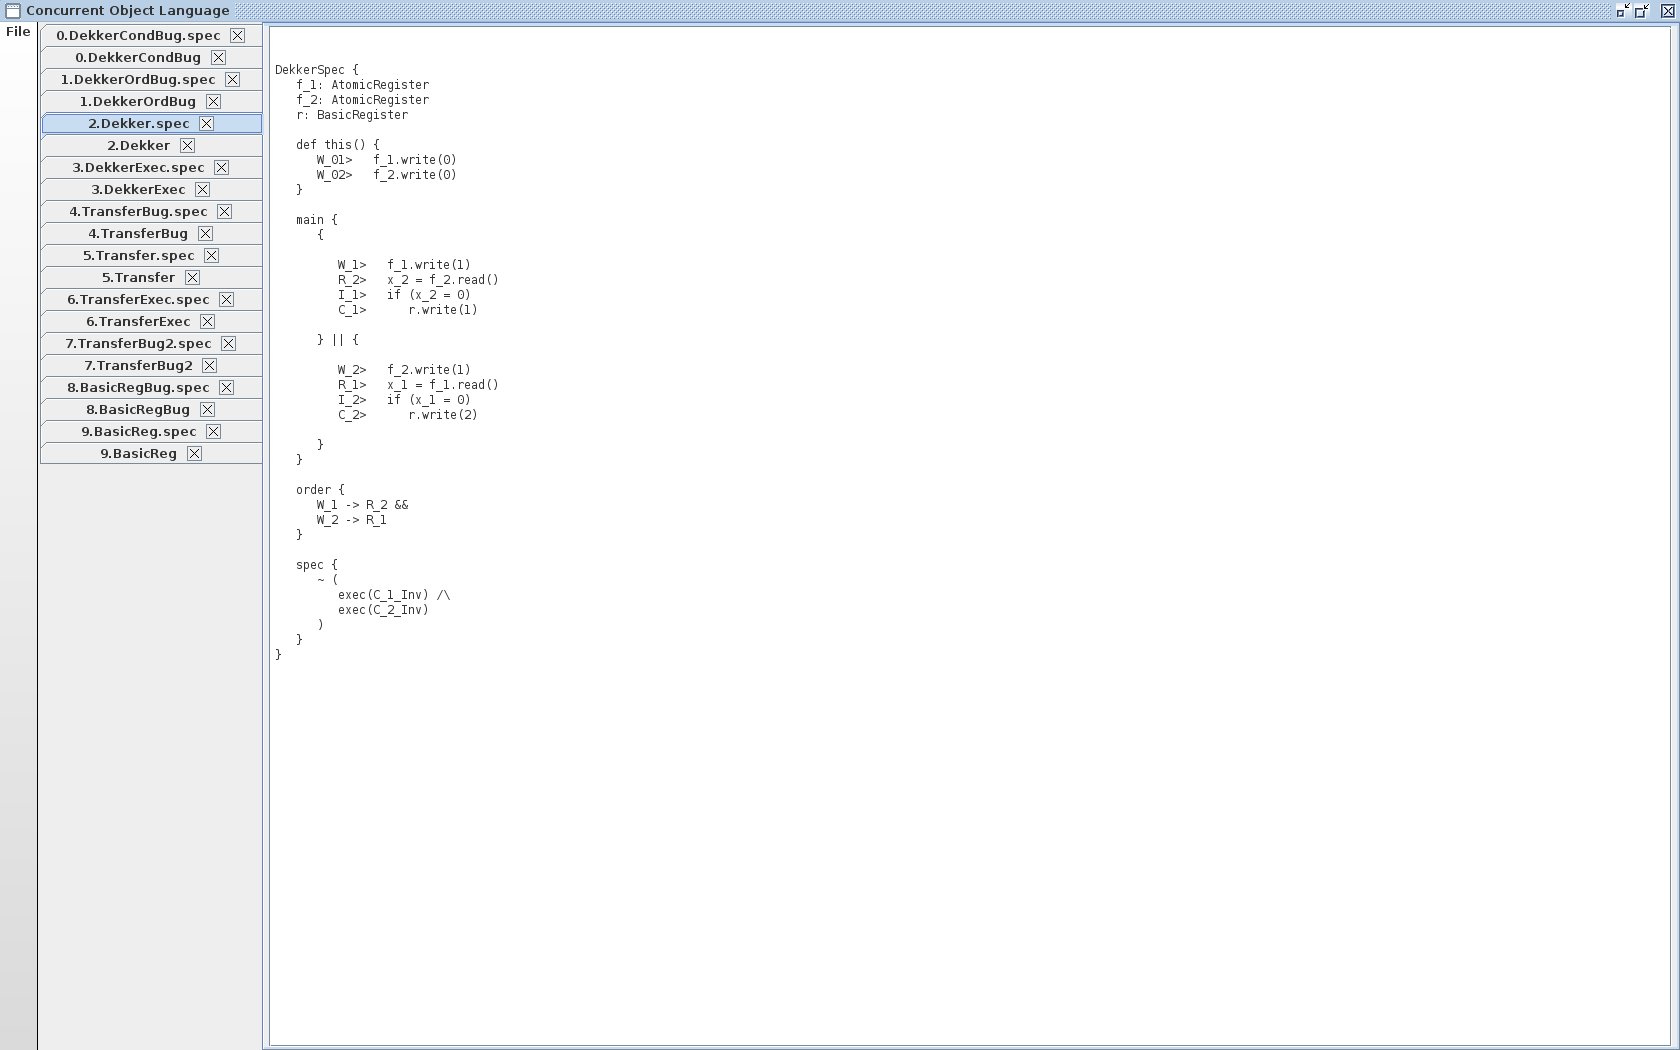 Concurrent Object Language
File
0.DekkerCondBug.spec
0.DekkerCondBug
1.DekkerOrdBug.spec
1.DekkerOrdBug
2.Dekker.spec
2.Dekker
3.DekkerExec.spec
3.DekkerExec
4.TransferBug.spec
4.TransferBug
5.Transfer.spec
5.Transfer
6.TransferExec.spec
6.TransferExec
7.TransferBug2.spec
7.TransferBug2
8.BasicRegBug.spec
8.BasicRegBug
9.BasicReg.spec
9.BasicReg
DekkerSpec {
   f_1: AtomicRegister
   f_2: AtomicRegister
   r: BasicRegister
   def this() {
      W_01>   f_1.write(0)
      W_02>   f_2.write(0)
   }
   main {
      {
         W_1>   f_1.write(1)
         R_2>   x_2 = f_2.read()
         I_1>   if (x_2 = 0)
         C_1>      r.write(1)
      } || {
         W_2>   f_2.write(1)
         R_1>   x_1 = f_1.read()
         I_2>   if (x_1 = 0)
         C_2>      r.write(2)
      }
   }
   order {
      W_1 -> R_2 &&
      W_2 -> R_1
   }
   spec {
      ~ (
         exec(C_1_Inv) /\
         exec(C_2_Inv)
      )
   }
}